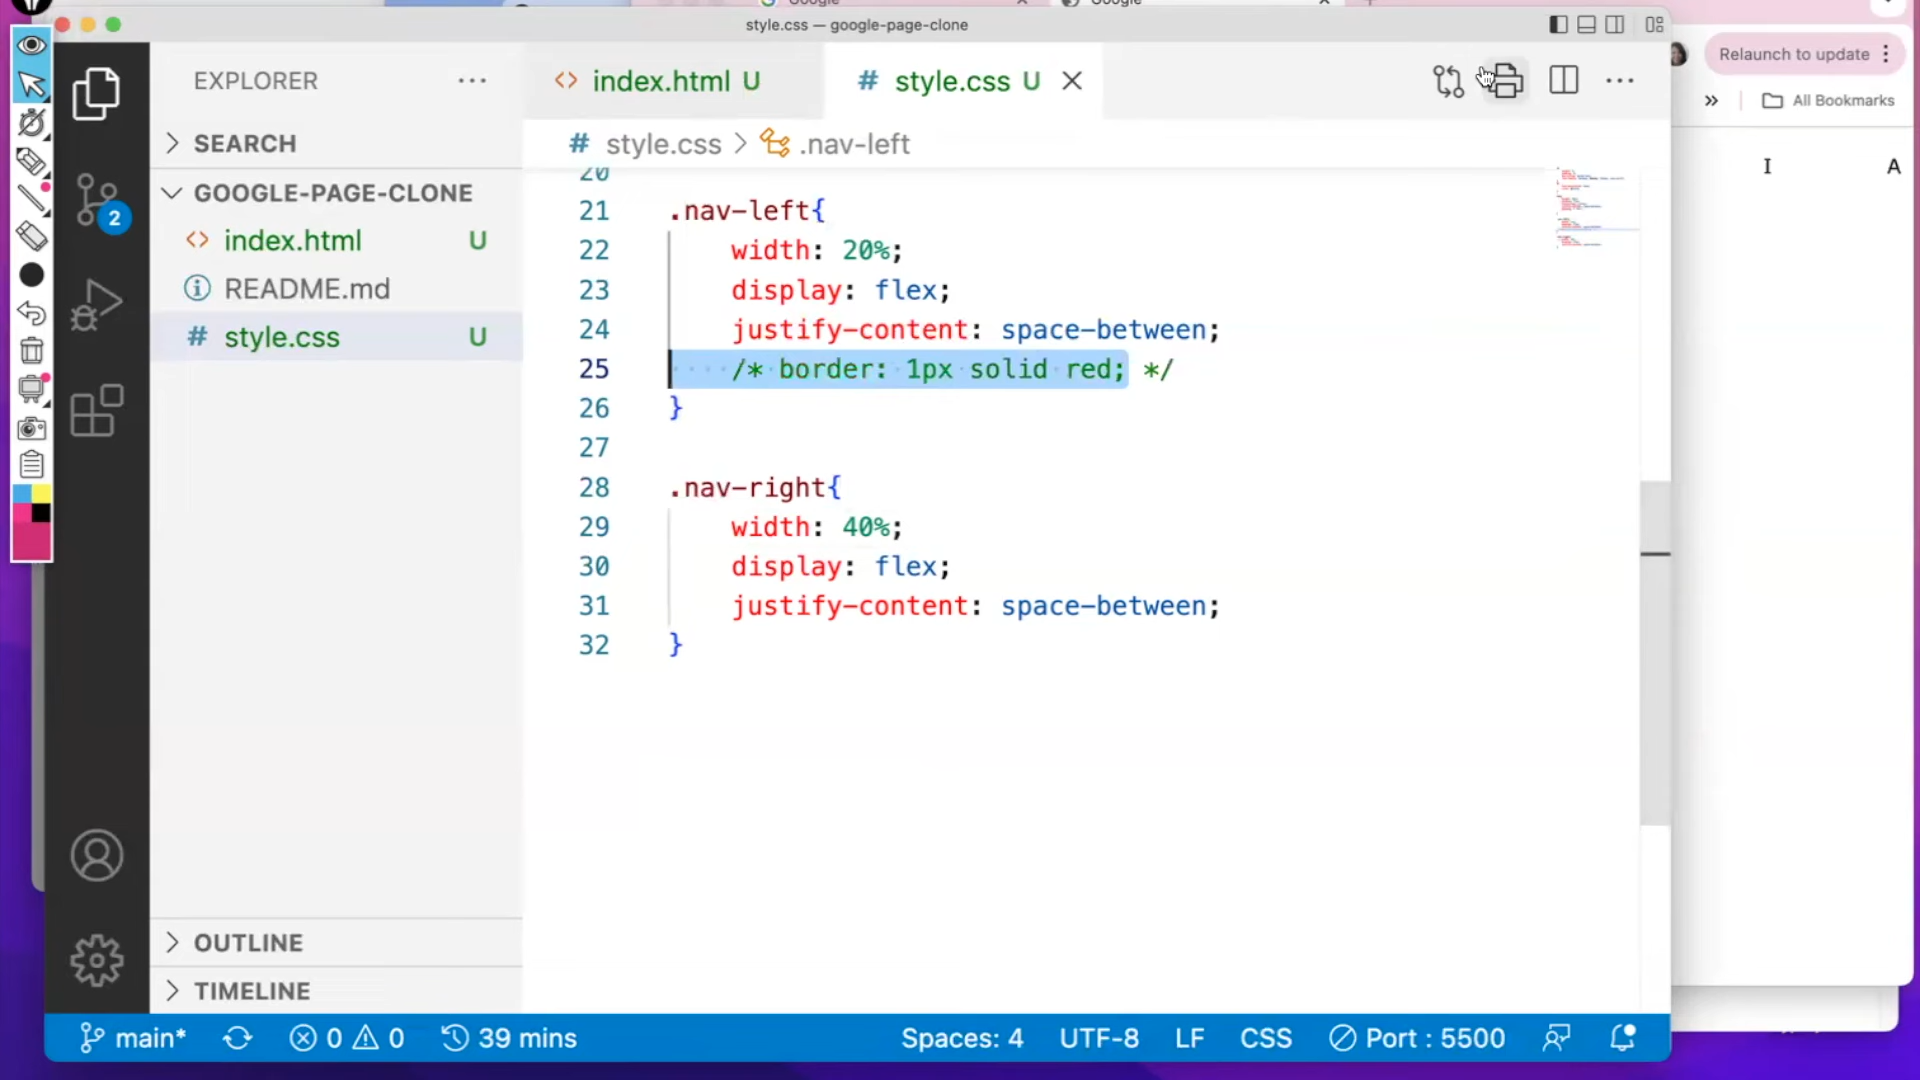 Google
Google
style.css — google-page-clone
Relaunch to update
All Bookmarks
I A
EXPLORER
SEARCH
GOOGLE-PAGE-CLONE
index.html U
README.md
style.css U
OUTLINE
TIMELINE
index.html U
# style.css U
# style.css > .nav-left
20
21 .nav-left{
22 width: 20%;
23 display: flex;
24 justify-content: space-between;
25 /* border: 1px solid red; */
26 }
27
28 .nav-right{
29 width: 40%;
30 display: flex;
31 justify-content: space-between;
32 }
2
main* 0 0 39 mins Spaces: 4 UTF-8 LF CSS Port : 5500